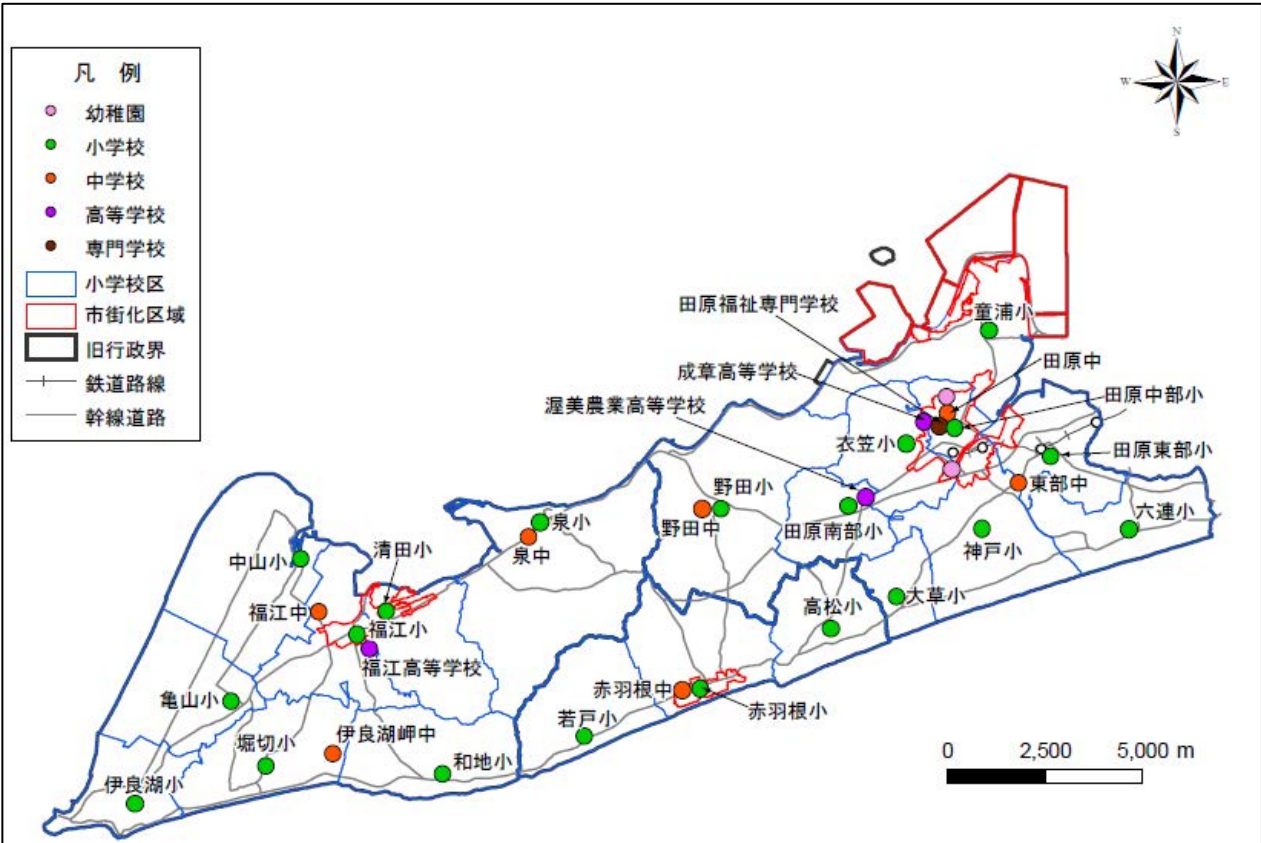 凡 例
幼稚園
小学校
中学校
高等学校
専門学校
小学校区
市街化区域
旧行政界
鉄道路線
幹線道路
N
W
E
S
童浦小
田原福祉専門学校
田原中
成章高等学校
田原中部小
渥美農業高等学校
衣笠小
田原東部小
東部中
野田小
野田中
田原南部小
六連小
神戸小
泉小
泉中
清田小
中山小
大草小
高松小
福江中
福江小
福江高等学校
赤羽根中
赤羽根小
亀山小
若戸小
伊良湖岬中
堀切小
和地小
伊良湖小
0 2,500 5,000 m